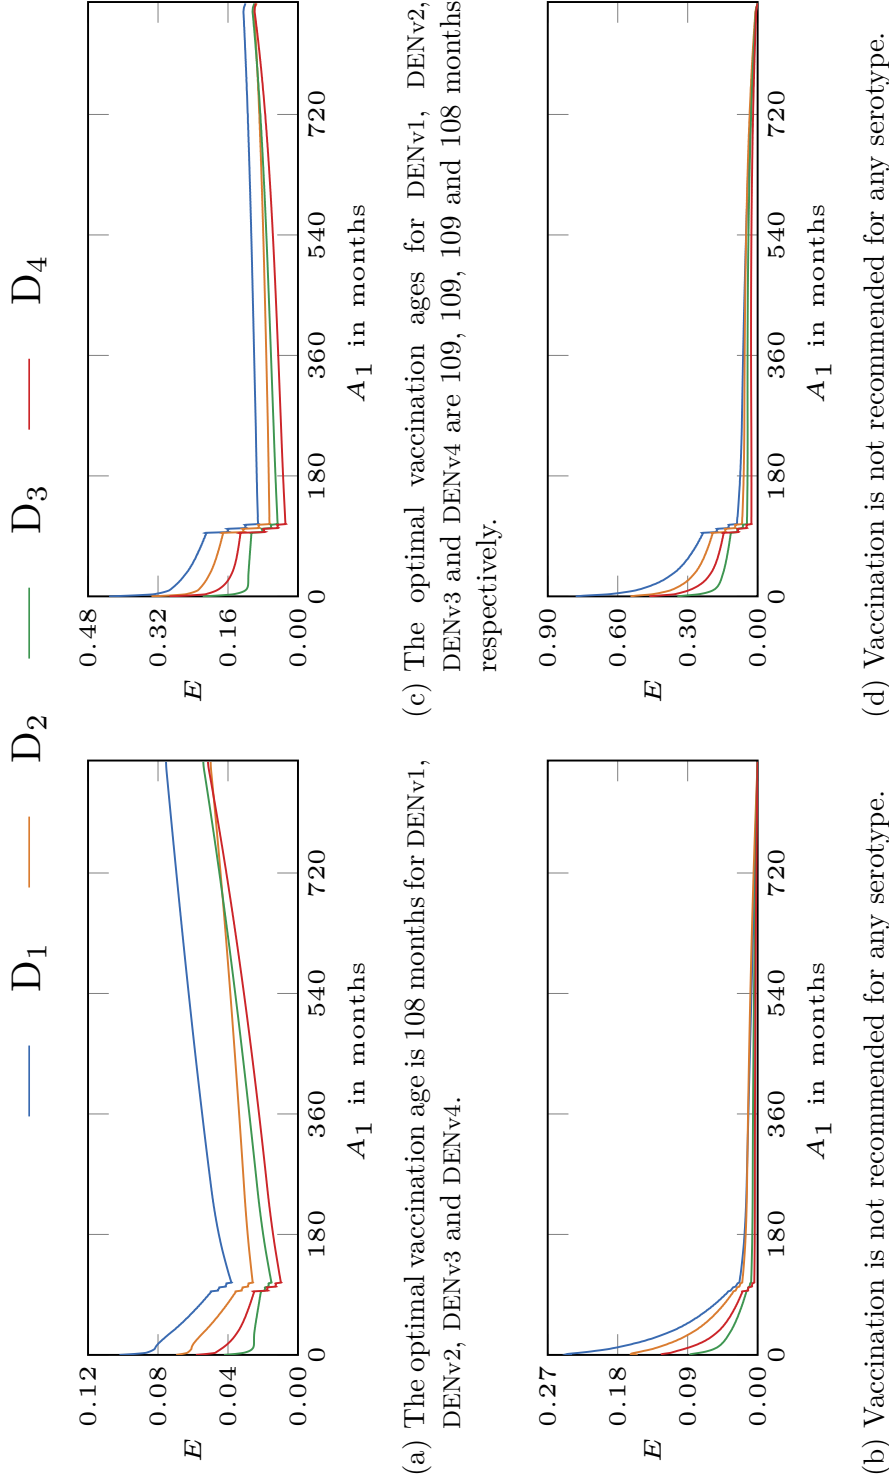 D1 D2 D3 D4
0.12
0.08
0.04
0.00
E
0 180 360 540 720
A1 in months
(a) The optimal vaccination age is 108 months for DENv1,
DENv2, DENv3 and DENv4.
0.48
0.32
0.16
0.00
E
0 180 360 540 720
A1 in months
(c) The optimal vaccination ages for DENv1, DENv2,
DENv3 and DENv4 are 109, 109, 109 and 108 months
respectively.
0.27
0.18
0.09
0.00
E
0 180 360 540 720
A1 in months
(b) Vaccination is not recommended for any serotype.
0.90
0.60
0.30
0.00
E
0 180 360 540 720
A1 in months
(d) Vaccination is not recommended for any serotype.